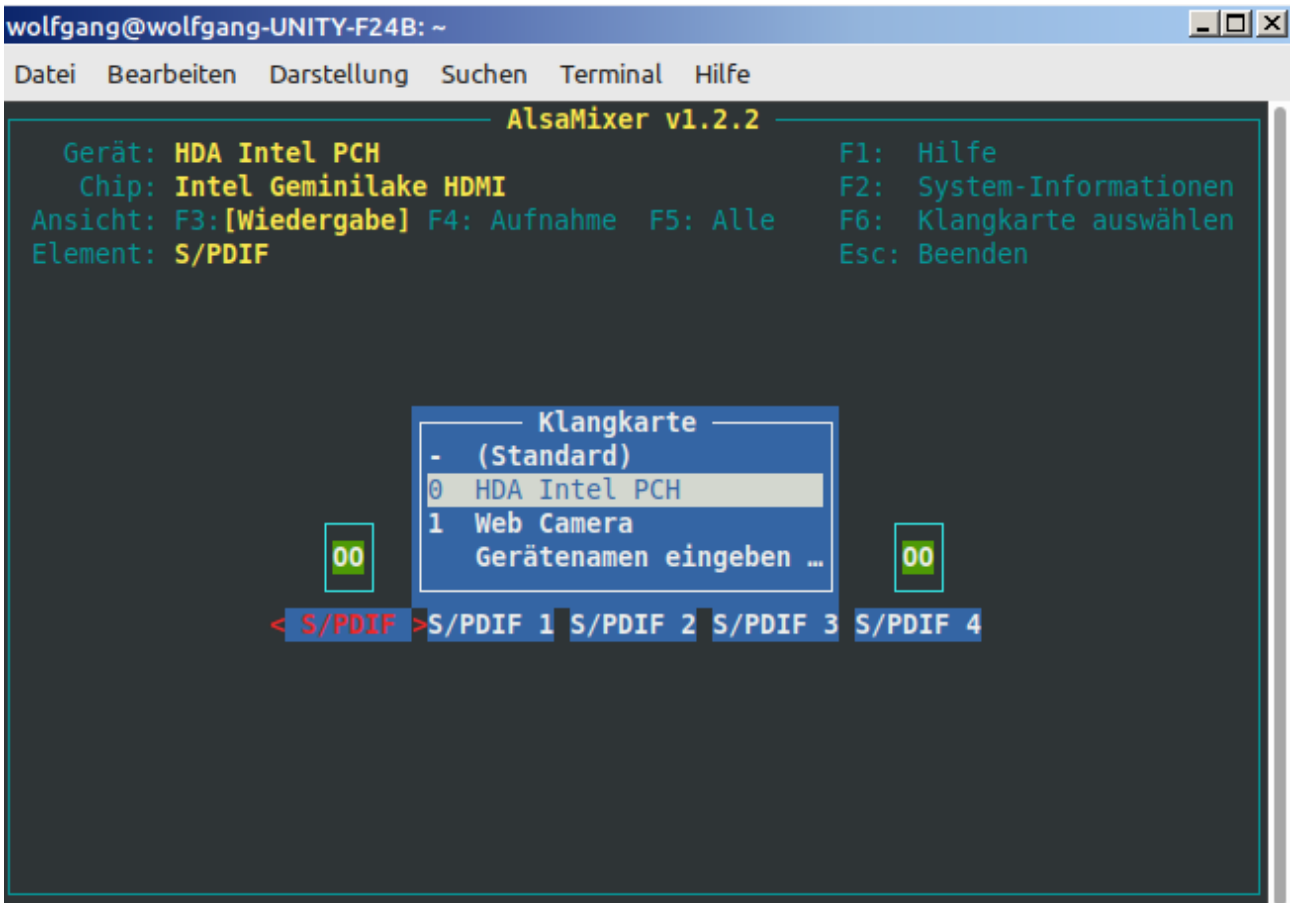 wolfgang@wolfgang-UNITY-F24B: ~
Datei Bearbeiten Darstellung Suchen Terminal Hilfe
AlsaMixer v1.2.2
Gerät: HDA Intel PCH F1: Hilfe
Chip: Intel Geminilake HDMI F2: System-Informationen
Ansicht: F3:[Wiedergabe] F4: Aufnahme F5: Alle F6: Klangkarte auswählen
Element: S/PDIF Esc: Beenden
Klangkarte
- (Standard)
0 HDA Intel PCH
1 Web Camera
Gerätenamen eingeben …
OO OO
< S/PDIF >S/PDIF 1 S/PDIF 2 S/PDIF 3 S/PDIF 4